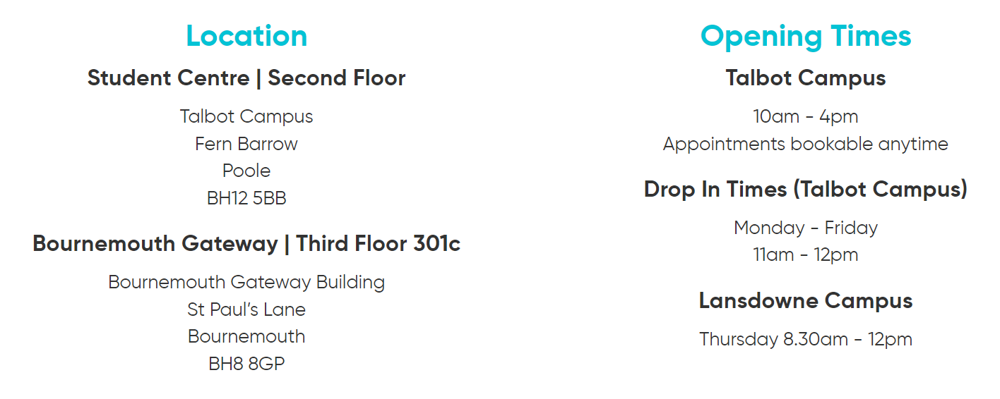 Location
Student Centre | Second Floor
Talbot Campus
Fern Barrow
Poole
BH12 5BB
Bournemouth Gateway | Third Floor 301c
Bournemouth Gateway Building
St Paul’s Lane
Bournemouth
BH8 8GP
Opening Times
Talbot Campus
10am - 4pm
Appointments bookable anytime
Drop In Times (Talbot Campus)
Monday - Friday
11am - 12pm
Lansdowne Campus
Thursday 8.30am - 12pm